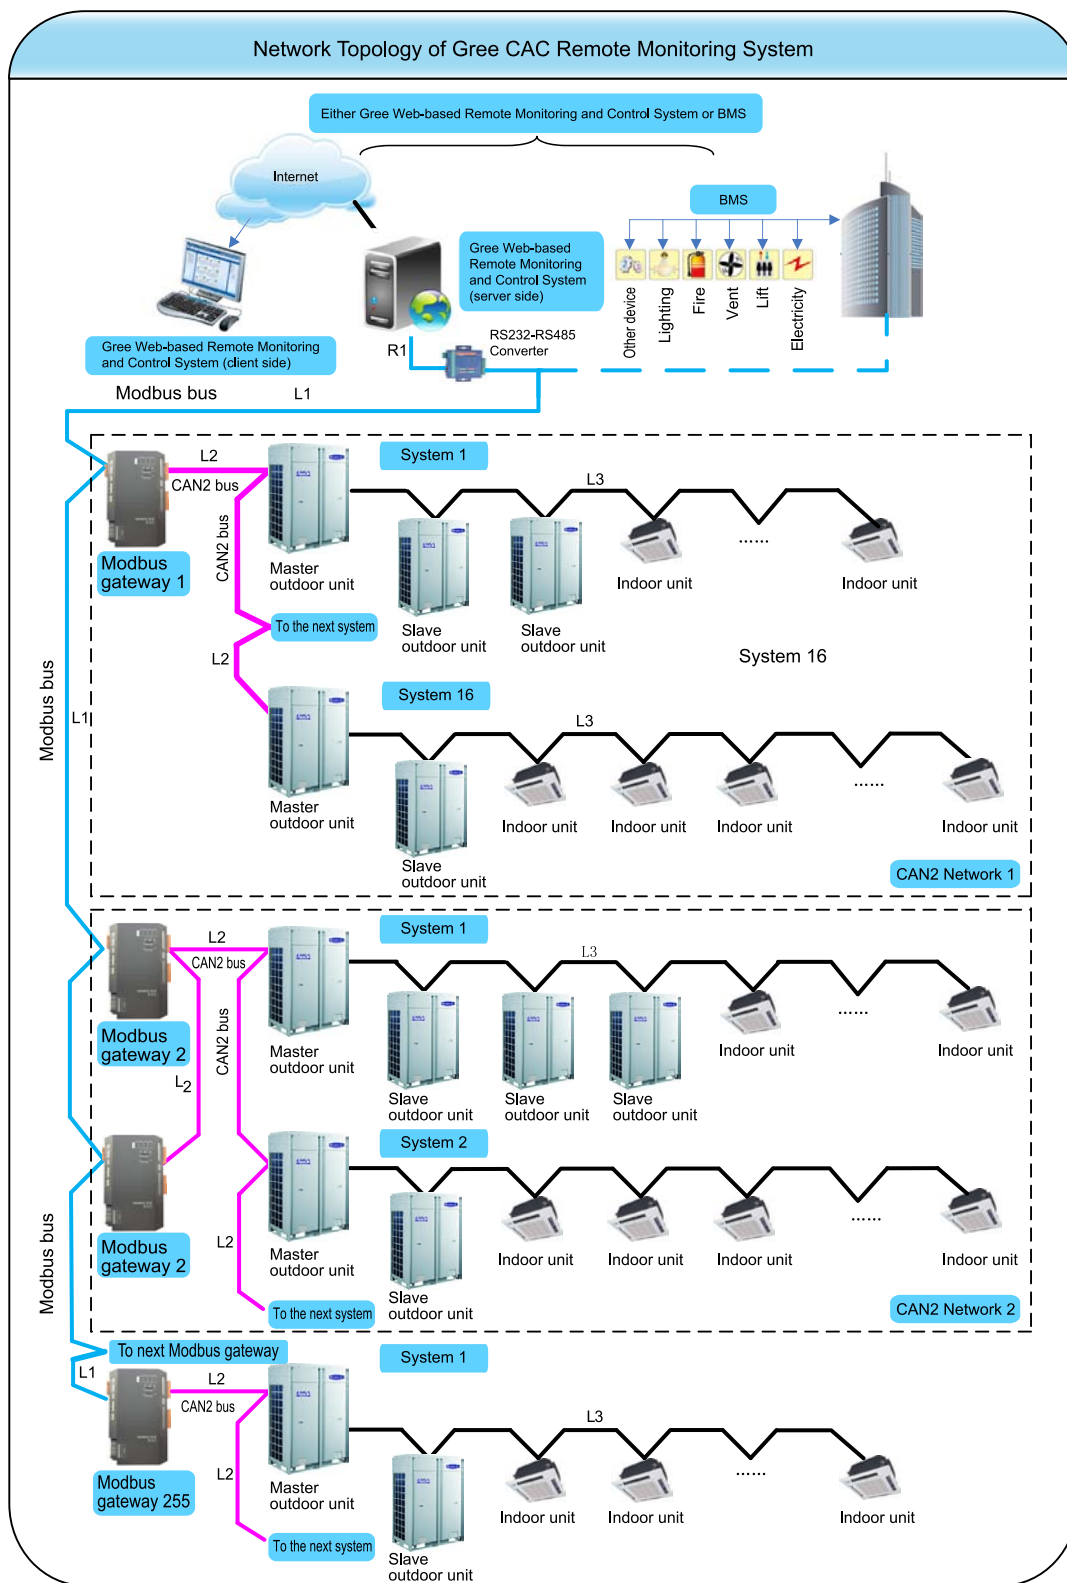 Network Topology of Gree CAC Remote Monitoring System
Either Gree Web-based Remote Monitoring and Control System or BMS
Internet
BMS
Gree Web-based
Remote Monitoring
and Control System
(server side)
Other device
Lighting
Fire
Vent
Lift
Electricity
Gree Web-based Remote Monitoring
and Control System (client side)
R1
RS232-RS485
Converter
Modbus bus
L1
L2
CAN2 bus
System 1
L3
CAN2 bus
Modbus
gateway 1
Master
outdoor unit
Indoor unit
......
Indoor unit
To the next system
Slave
outdoor unit
Slave
outdoor unit
L2
System 16
System 16
Modbus bus
L1
L3
Master
outdoor unit
Indoor unit
Indoor unit
Indoor unit
......
Indoor unit
Slave
outdoor unit
CAN2 Network 1
L2
CAN2 bus
System 1
L3
CAN2 bus
Modbus
gateway 2
Master
outdoor unit
Indoor unit
......
Indoor unit
L2
Slave
outdoor unit
Slave
outdoor unit
Slave
outdoor unit
System 2
Modbus bus
Modbus
gateway 2
L2
Master
outdoor unit
Indoor unit
Indoor unit
Indoor unit
......
Indoor unit
To the next system
Slave
outdoor unit
CAN2 Network 2
To next Modbus gateway
System 1
L1
L2
CAN2 bus
L3
L2
Modbus
gateway 255
Master
outdoor unit
Indoor unit
Indoor unit
......
Indoor unit
To the next system
Slave
outdoor unit